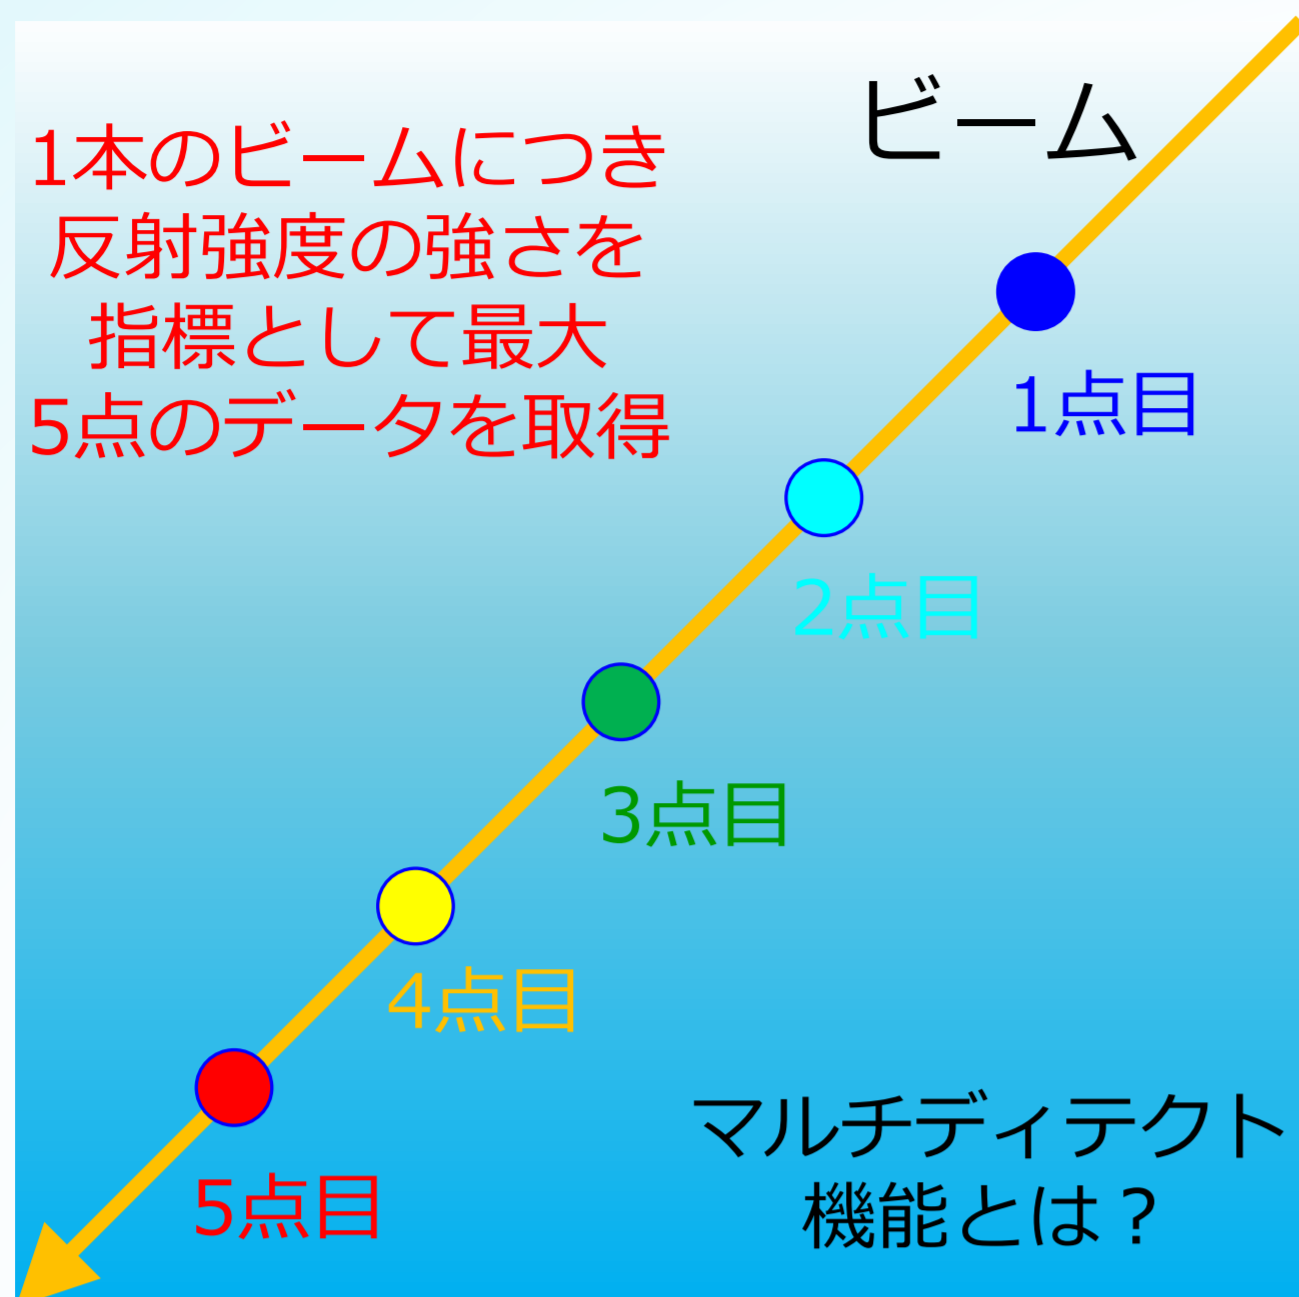 ビーム
1本のビームにつき
反射強度の強さを
指標として最大
5点のデータを取得
1点目
2点目
3点目
4点目
5点目
マルチディテクト
機能とは？